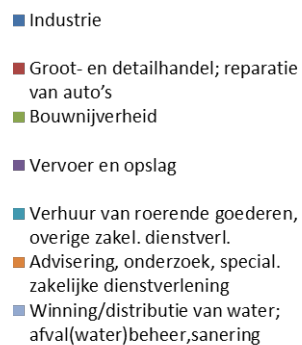 Industrie
Groot- en detailhandel; reparatie
van auto’s
Bouwnijverheid
Vervoer en opslag
Verhuur van roerende goederen,
overige zakel. dienstverl.
Advisering, onderzoek, special.
zakelijke dienstverlening
Winning/distributie van water;
afval(water)beheer,sanering